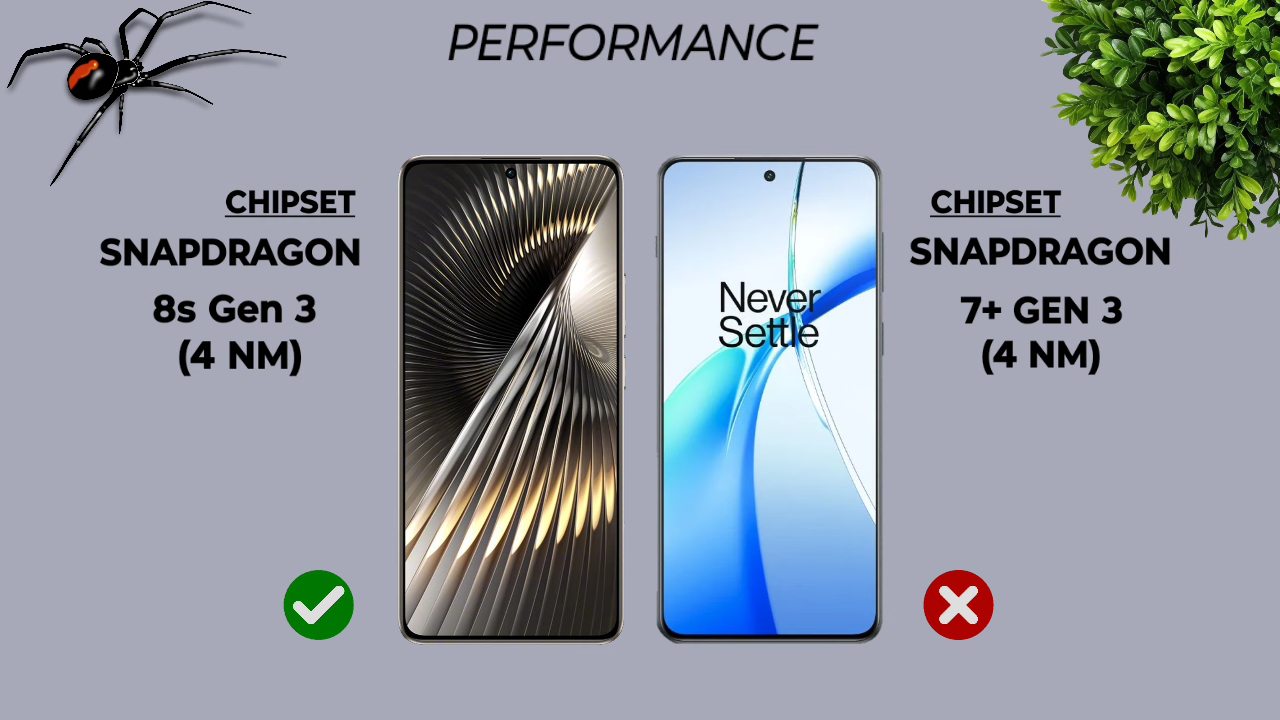 PERFORMANCE
CHIPSET
SNAPDRAGON
8s Gen 3
(4 NM)
Never
Settle
CHIPSET
SNAPDRAGON
7+ GEN 3
(4 NM)